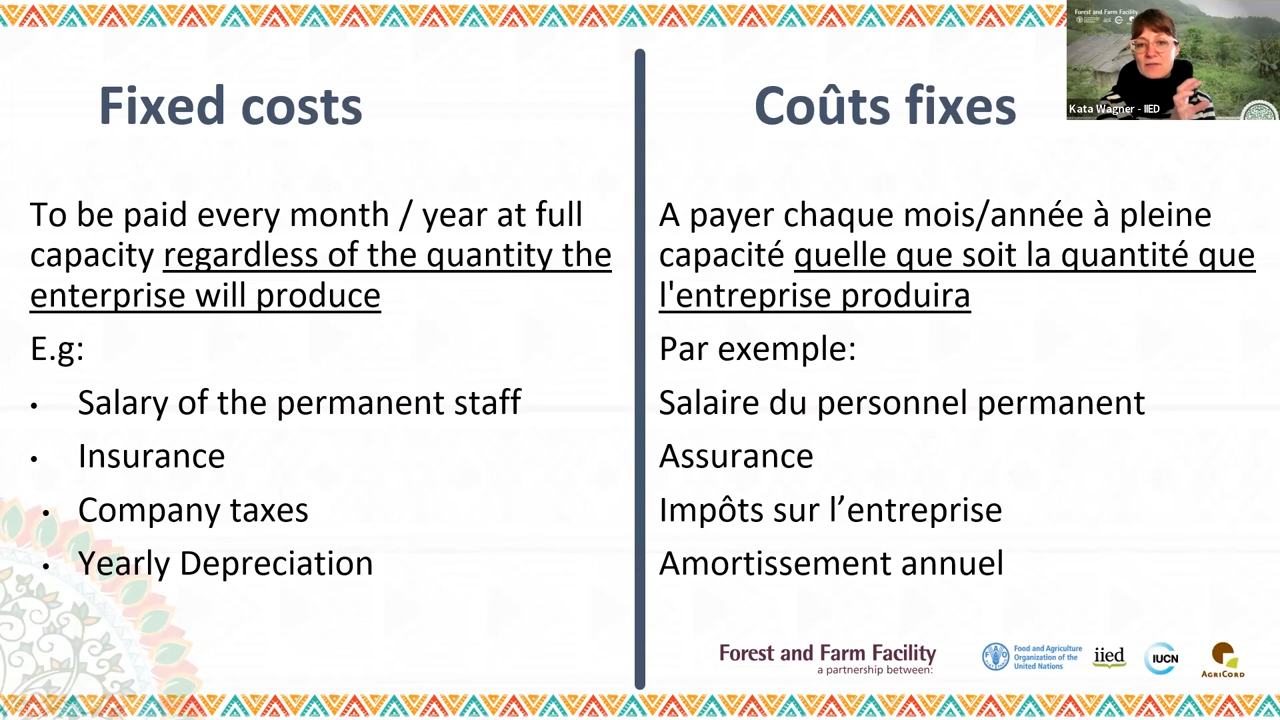 Fixed costs
To be paid every month / year at full
capacity regardless of the quantity the
enterprise will produce
E.g:
• Salary of the permanent staff
• Insurance
• Company taxes
• Yearly Depreciation
Coûts fixes
A payer chaque mois/année à pleine
capacité quelle que soit la quantité que
l'entreprise produira
Par exemple:
Salaire du personnel permanent
Assurance
Impôts sur l’entreprise
Amortissement annuel
Forest and Farm Facility
Kata Wagner - IIED
Forest and Farm Facility
a partnership between:
Food and Agriculture
Organization of the
United Nations
iied
IUCN
AGRICORD